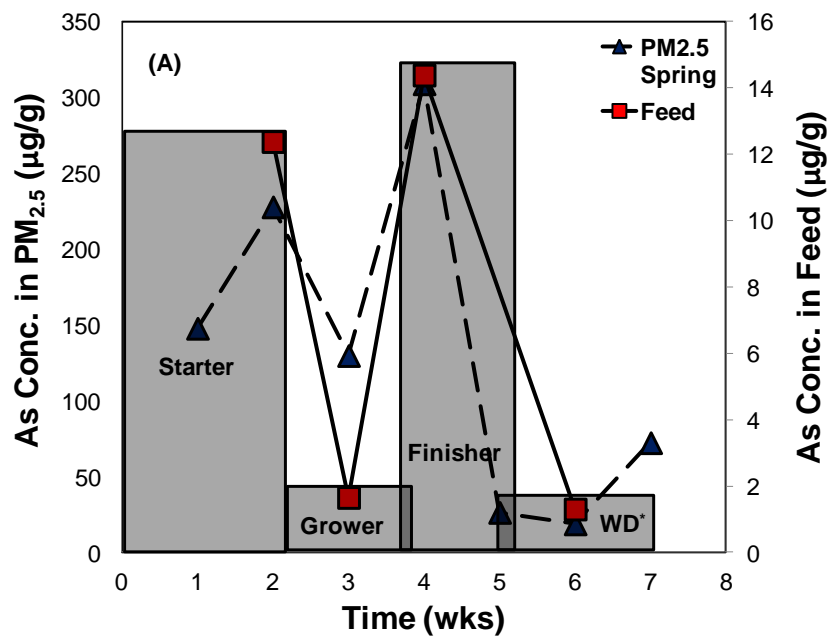 350
300
250
200
150
100
50
0
As Conc. in PM2.5 (µg/g)
(A)
PM2.5
Spring
Feed
16
14
12
10
8
6
4
2
0
As Conc. in Feed (µg/g)
Starter
Grower
Finisher
WD*
0 1 2 3 4 5 6 7 8
Time (wks)